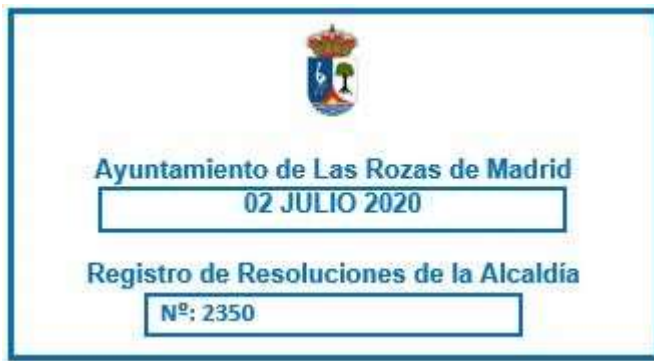 Ayuntamiento de Las Rozas de Madrid
02 JULIO 2020
Registro de Resoluciones de la Alcaldía
Nº: 2350